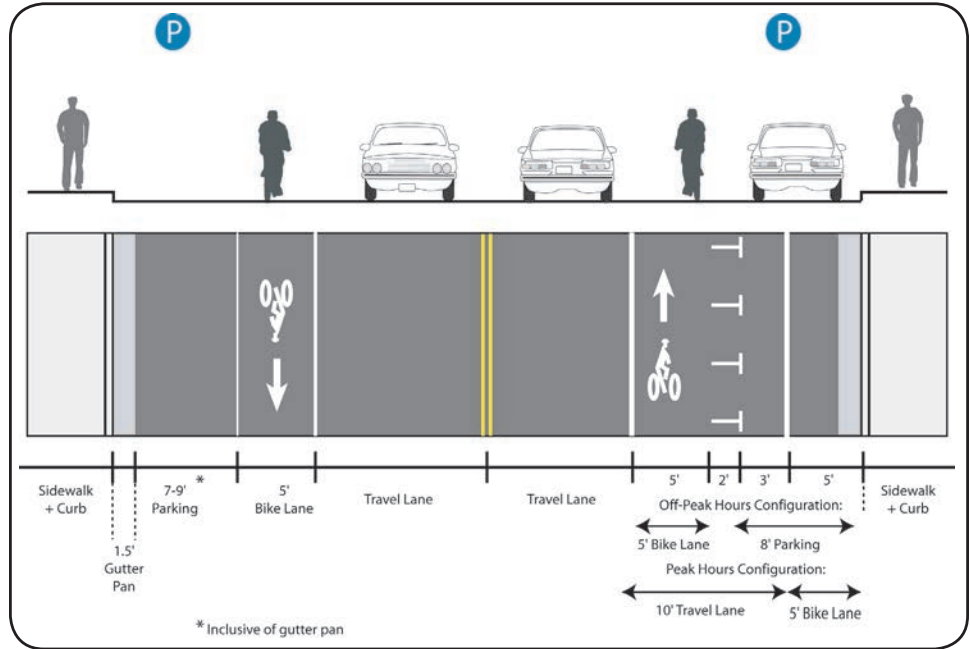 P
P
Sidewalk
+ Curb
1.5'
Gutter
Pan
7-9' *
Parking
5'
Bike Lane
Travel Lane
Travel Lane
5'
2'
3'
5'
Off-Peak Hours Configuration:
5' Bike Lane
8' Parking
Peak Hours Configuration:
10' Travel Lane
5' Bike Lane
Sidewalk
+ Curb
* Inclusive of gutter pan